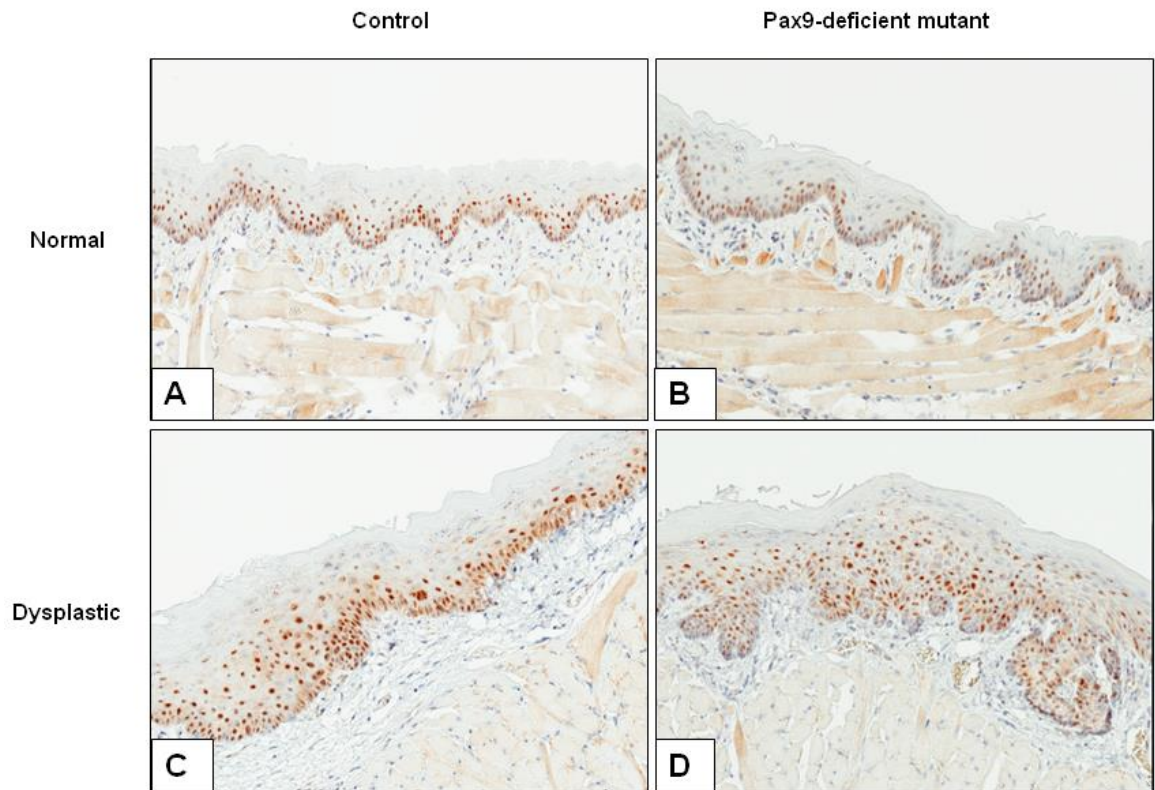 Control
Pax9-deficient mutant
Normal
A
B
Dysplastic
C
D